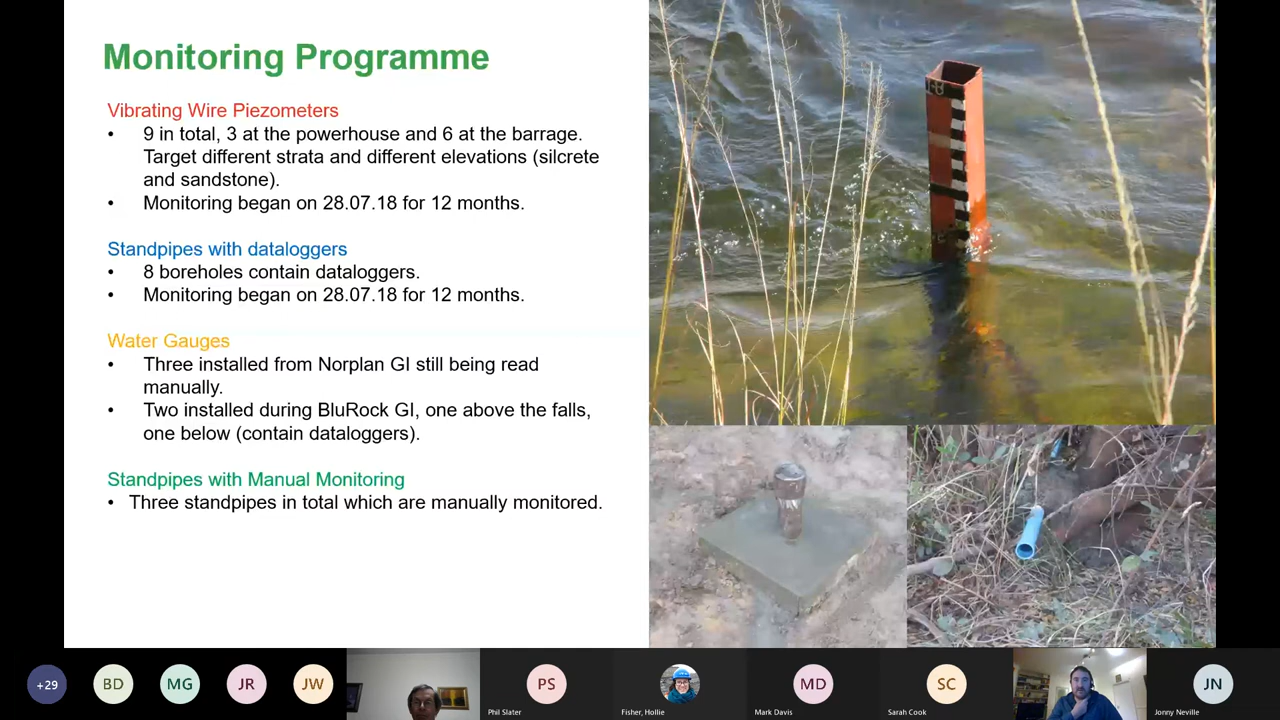 Monitoring Programme
Vibrating Wire Piezometers
• 9 in total, 3 at the powerhouse and 6 at the barrage.
Target different strata and different elevations (silcrete
and sandstone).
• Monitoring began on 28.07.18 for 12 months.
Standpipes with dataloggers
• 8 boreholes contain dataloggers.
• Monitoring began on 28.07.18 for 12 months.
Water Gauges
• Three installed from Norplan GI still being read
manually.
• Two installed during BluRock GI, one above the falls,
one below (contain dataloggers).
Standpipes with Manual Monitoring
• Three standpipes in total which are manually monitored.
+29
BD
MG
JR
JW
PS
Phil Slater
Fisher, Hollie
MD
Mark Davis
SC
Sarah Cook
JN
Jonny Neville